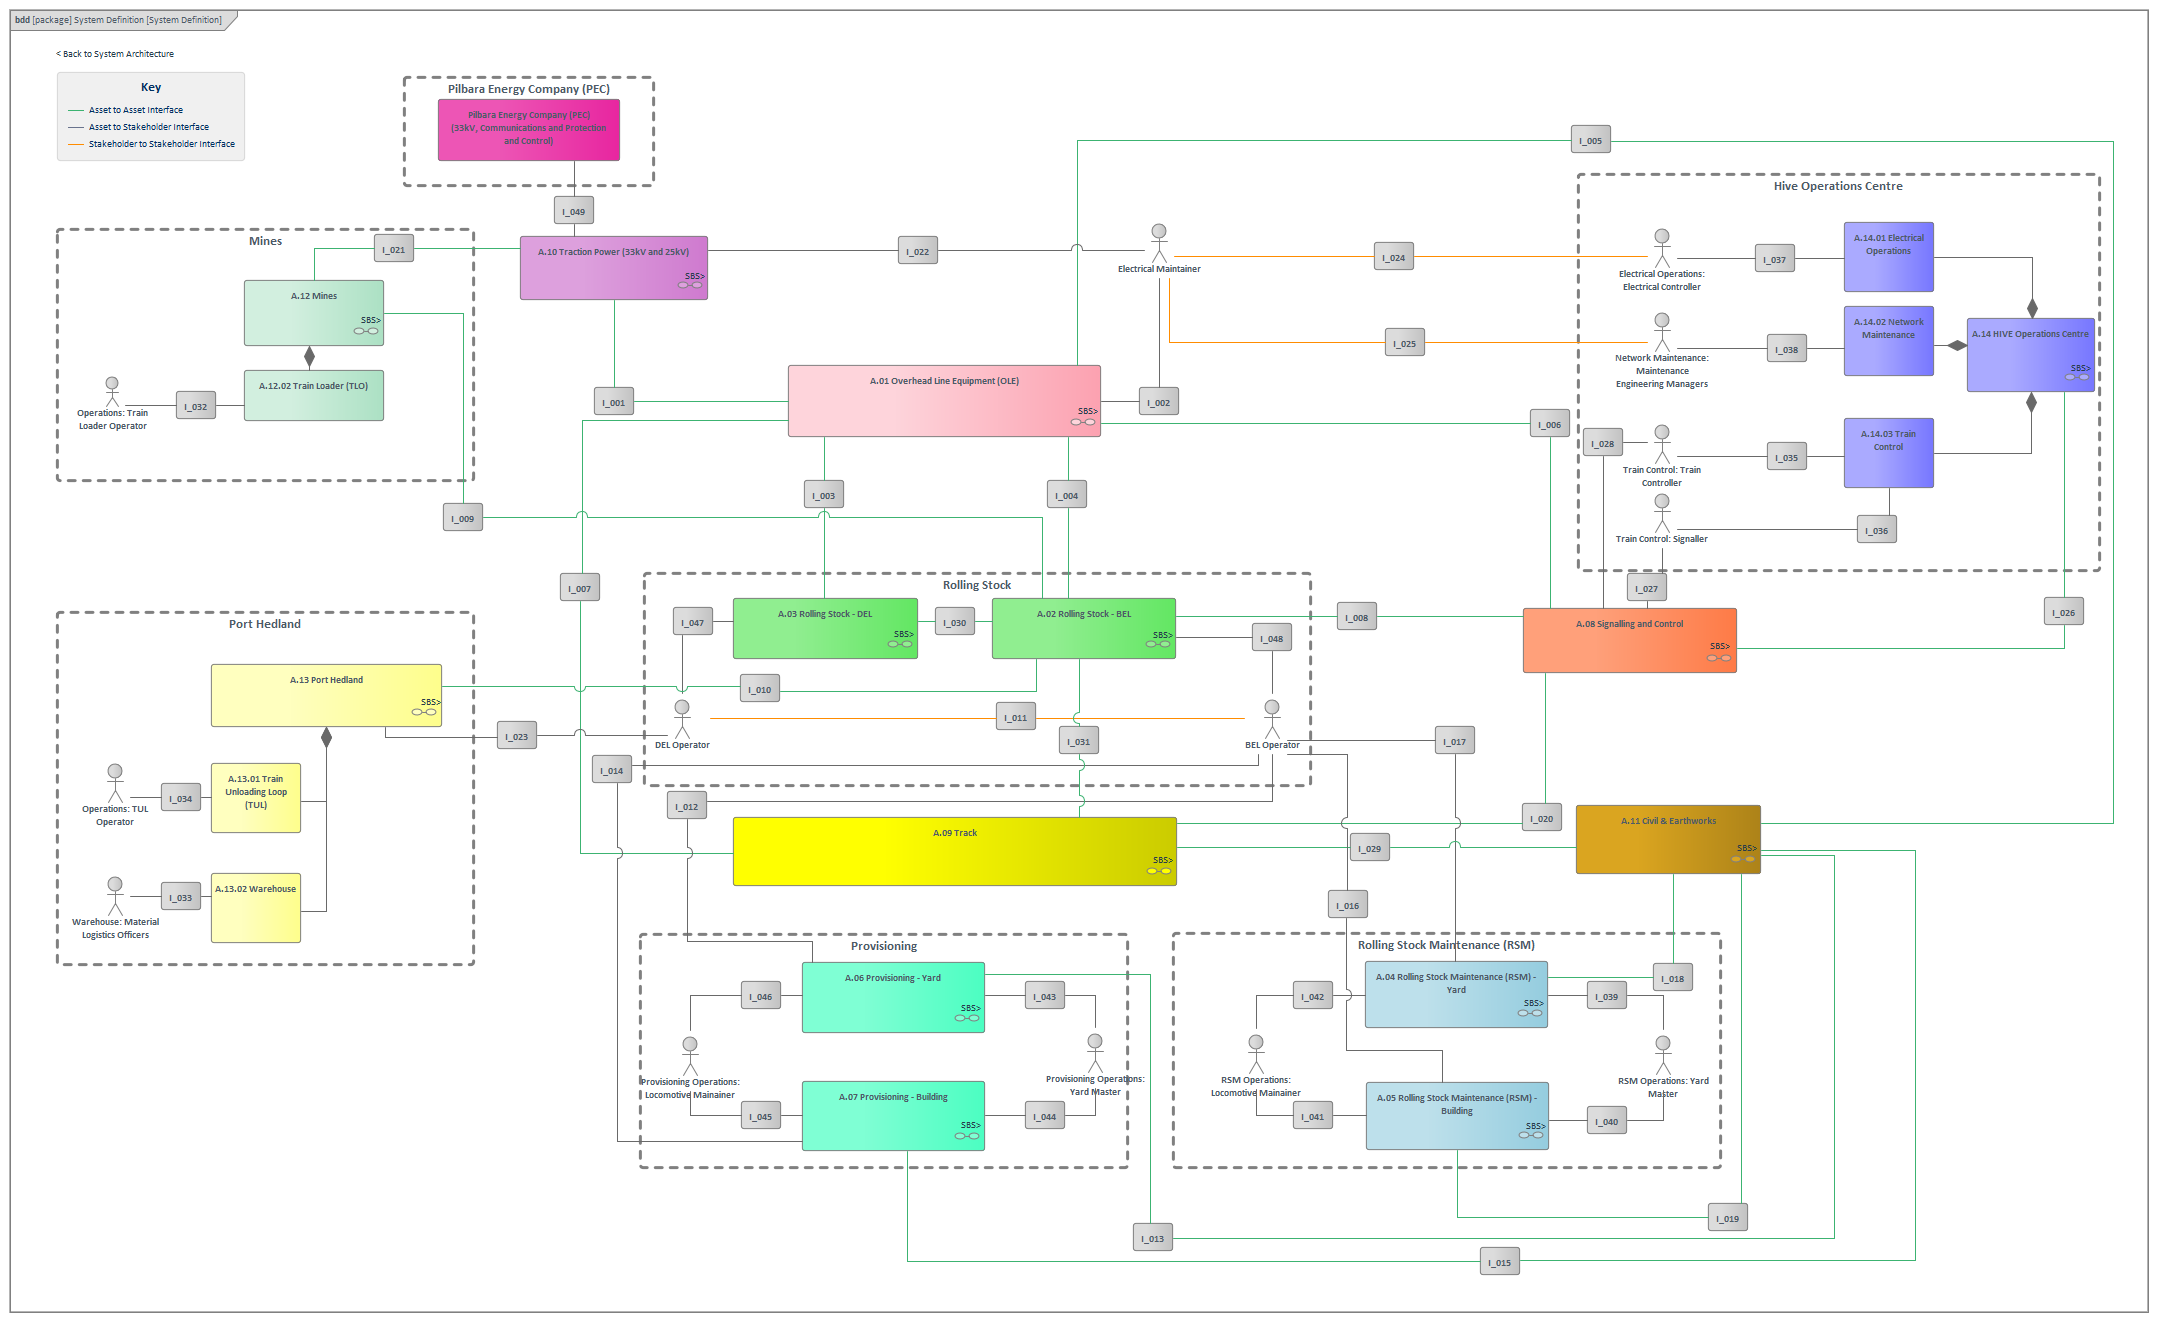 bdd [package] System Definition [System Definition]
< Back to System Architecture
Key
Asset to Asset Interface
Asset to Stakeholder Interface
Stakeholder to Stakeholder Interface
Pilbara Energy Company (PEC)
Pilbara Energy Company (PEC)
(33kV, Communications and Protection
and Control)
I_049
I_005
Mines
I_021
A.10 Traction Power (33kV and 25kV)
SBS>
I_022
Electrical Maintainer
I_024
I_025
A.12 Mines
SBS>
A.12.02 Train Loader (TLO)
I_032
Operations: Train
Loader Operator
Hive Operations Centre
Electrical Operations:
Electrical Controller
I_037
A.14.01 Electrical
Operations
Network Maintenance:
Maintenance
Engineering Managers
I_038
A.14.02 Network
Maintenance
A.14 HIVE Operations Centre
SBS>
I_028
Train Control: Train
Controller
I_035
A.14.03 Train
Control
Train Control: Signaller
I_036
I_027
I_026
A.01 Overhead Line Equipment (OLE)
SBS>
I_001
I_002
I_006
I_003
I_004
I_009
I_007
Rolling Stock
I_047
A.03 Rolling Stock - DEL
SBS>
I_030
A.02 Rolling Stock - BEL
SBS>
I_048
I_008
A.08 Signalling and Control
SBS>
I_010
I_011
DEL Operator
BEL Operator
I_031
I_017
Port Hedland
A.13 Port Hedland
SBS>
I_023
I_014
I_012
Operations: TUL
Operator
I_034
A.13.01 Train
Unloading Loop
(TUL)
Warehouse: Material
Logistics Officers
I_033
A.13.02 Warehouse
A.09 Track
SBS>
I_020
I_029
A.11 Civil & Earthworks
SBS>
I_016
Provisioning
A.06 Provisioning - Yard
SBS>
I_046
I_043
Provisioning Operations:
Locomotive Mainainer
Provisioning Operations:
Yard Master
I_045
A.07 Provisioning - Building
SBS>
I_044
Rolling Stock Maintenance (RSM)
A.04 Rolling Stock Maintenance (RSM) -
Yard
SBS>
I_018
I_042
I_039
RSM Operations:
Locomotive Mainainer
RSM Operations: Yard
Master
I_041
A.05 Rolling Stock Maintenance (RSM) -
Building
SBS>
I_040
I_019
I_013
I_015